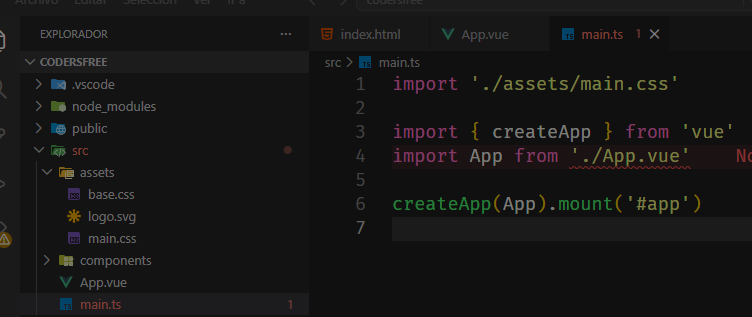 Archivo Editar Selección Ver Ir a
codersfree
EXPLORADOR ...
index.html
App.vue
main.ts 1
CODERSFREE
.vscode
node_modules
public
src
assets
base.css
logo.svg
main.css
components
App.vue
main.ts 1
src > main.ts
1 import './assets/main.css'
2
3 import { createApp } from 'vue'
4 import App from './App.vue' No
5
6 createApp(App).mount('#app')
7